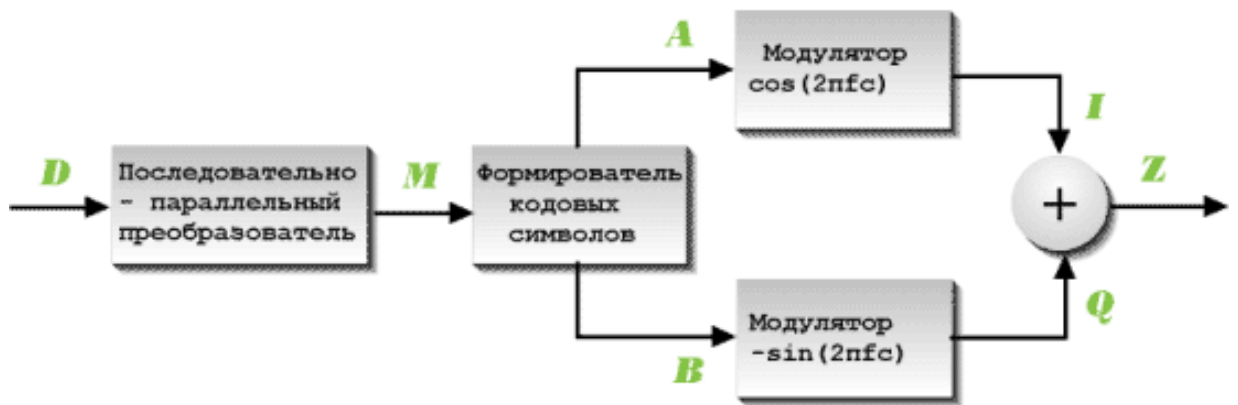 D
Последовательно
- параллельный
преобразователь
M
Формирователь
кодовых
символов
A
Модулятор
cos(2πfc)
I
B
Модулятор
-sin(2πfc)
Q
+
Z